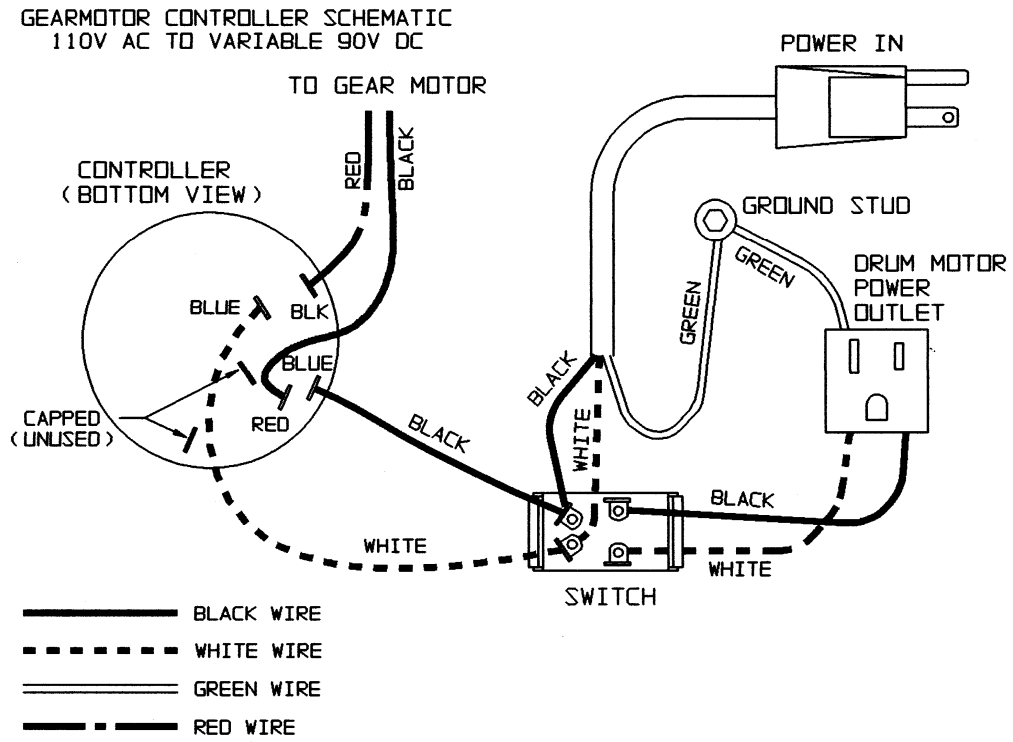 GEARMOTOR CONTROLLER SCHEMATIC
110V AC TO VARIABLE 90V DC
POWER IN
TO GEAR MOTOR
RED
BLACK
CONTROLLER
(BOTTOM VIEW)
GROUND STUD
GREEN
GREEN
DRUM MOTOR
POWER
OUTLET
BLUE
BLK
BLUE
RED
CAPPED
(UNUSED)
BLACK
BLACK
WHITE
BLACK
WHITE
WHITE
SWITCH
BLACK WIRE
WHITE WIRE
GREEN WIRE
RED WIRE